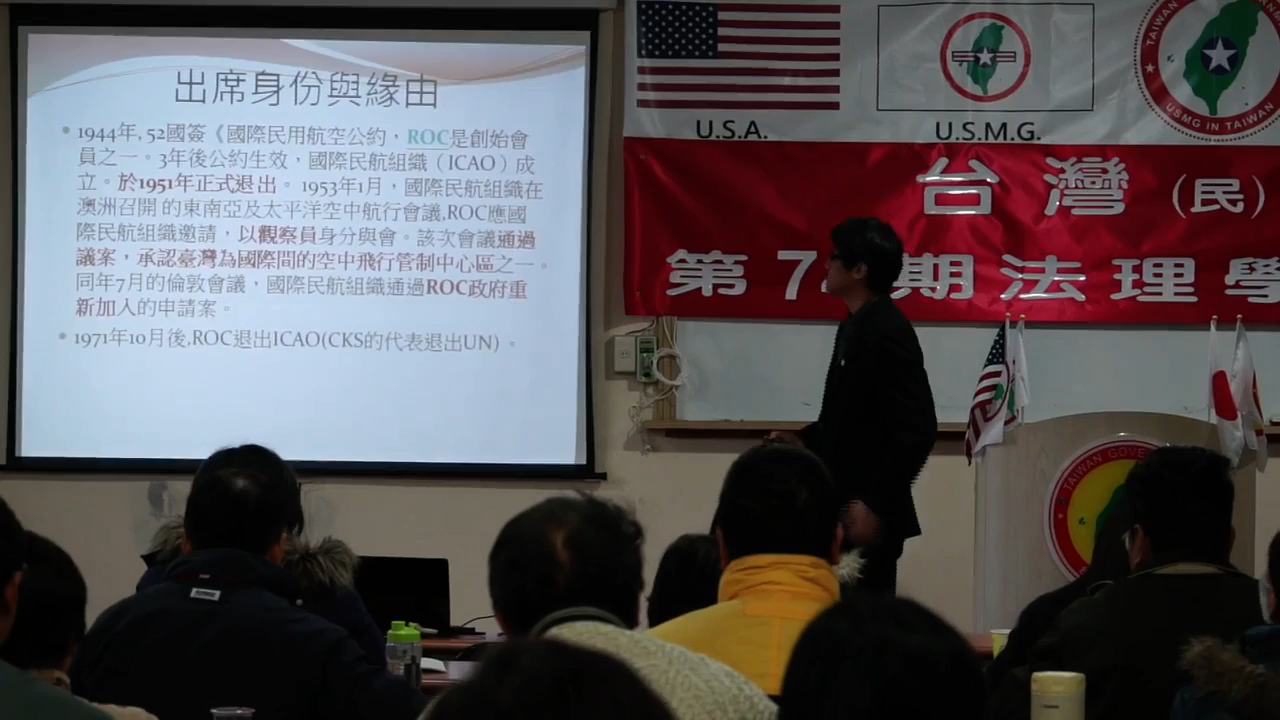 出席身份與緣由
1944年, 52國簽《國際民用航空公約，ROC是創始會
員之一。3年後公約生效，國際民航組織（ICAO）成
立。於1951年正式退出。1953年1月，國際民航組織在
澳洲召開的東南亞及太平洋空中航行會議,ROC應國
際民航組織邀請，以觀察員身分與會。該次會議通過
議案，承認臺灣為國際間的空中飛行管制中心區之一。
同年7月的倫敦會議，國際民航組織通過ROC政府重
新加入的申請案。
1971年10月後,ROC退出ICAO(CKS的代表退出UN)。
U.S.A.
U.S.M.G.
TAIWAN
USMG IN TAIWAN
台灣(民)
第7 期法理學
TAIWAN GOVE